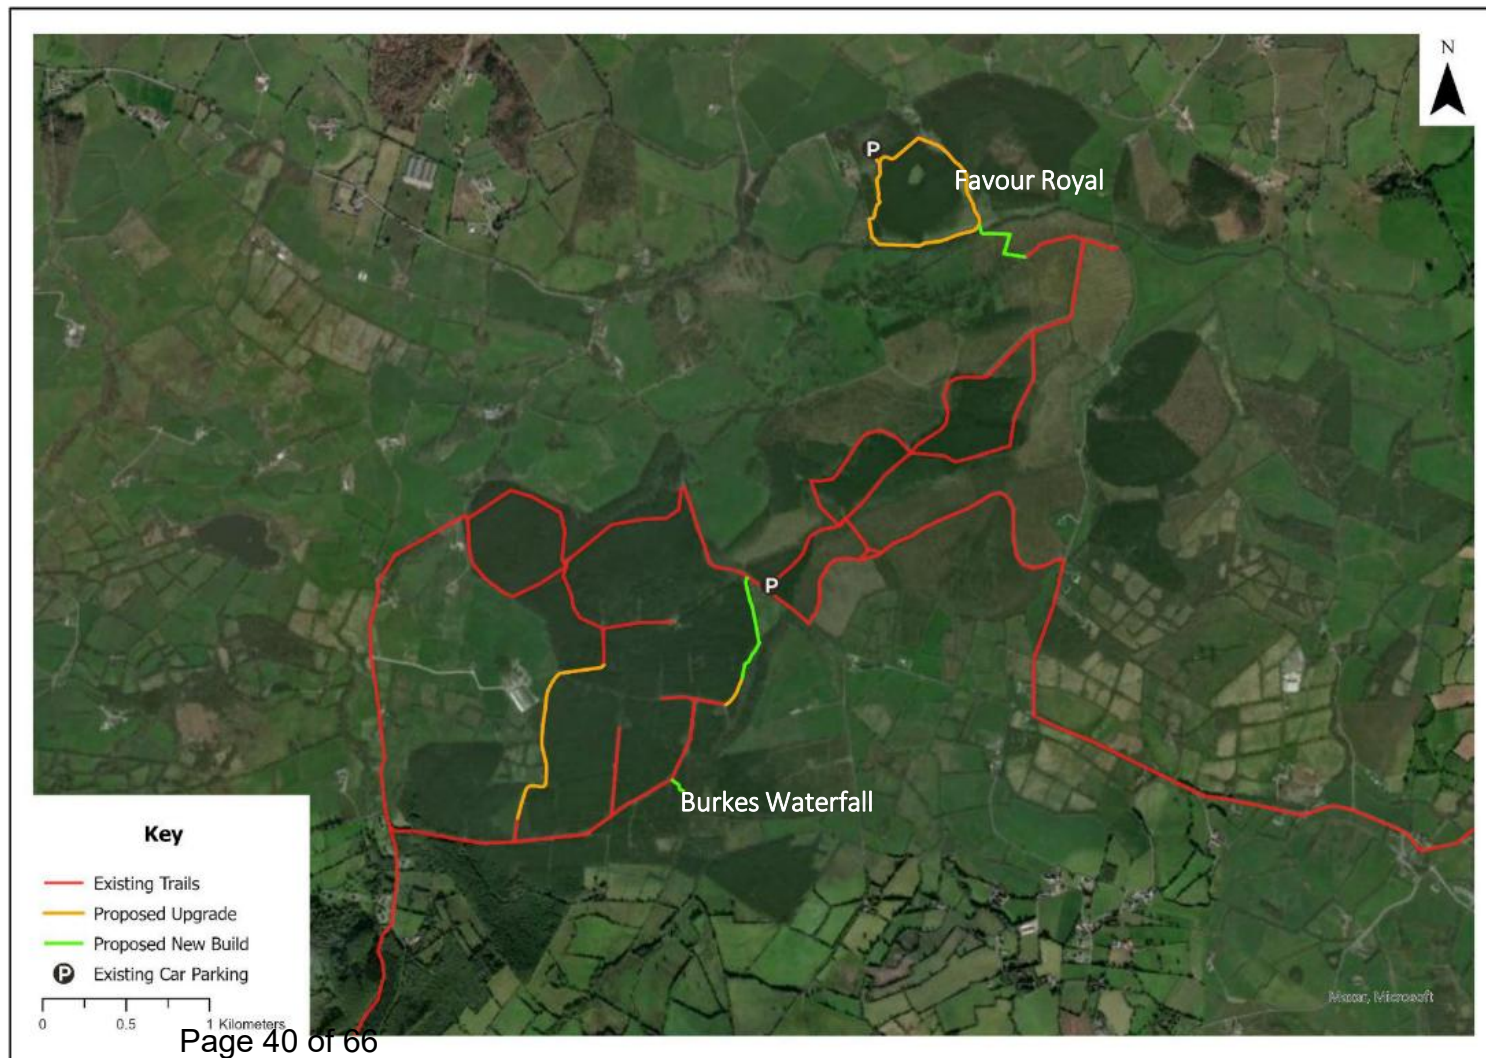 N
P
Favour Royal
P
Burkes Waterfall
Key
Existing Trails
Proposed Upgrade
Proposed New Build
P Existing Car Parking
0 0.5 1 Kilometers
Maxar, Microsoft
Page 40 of 66